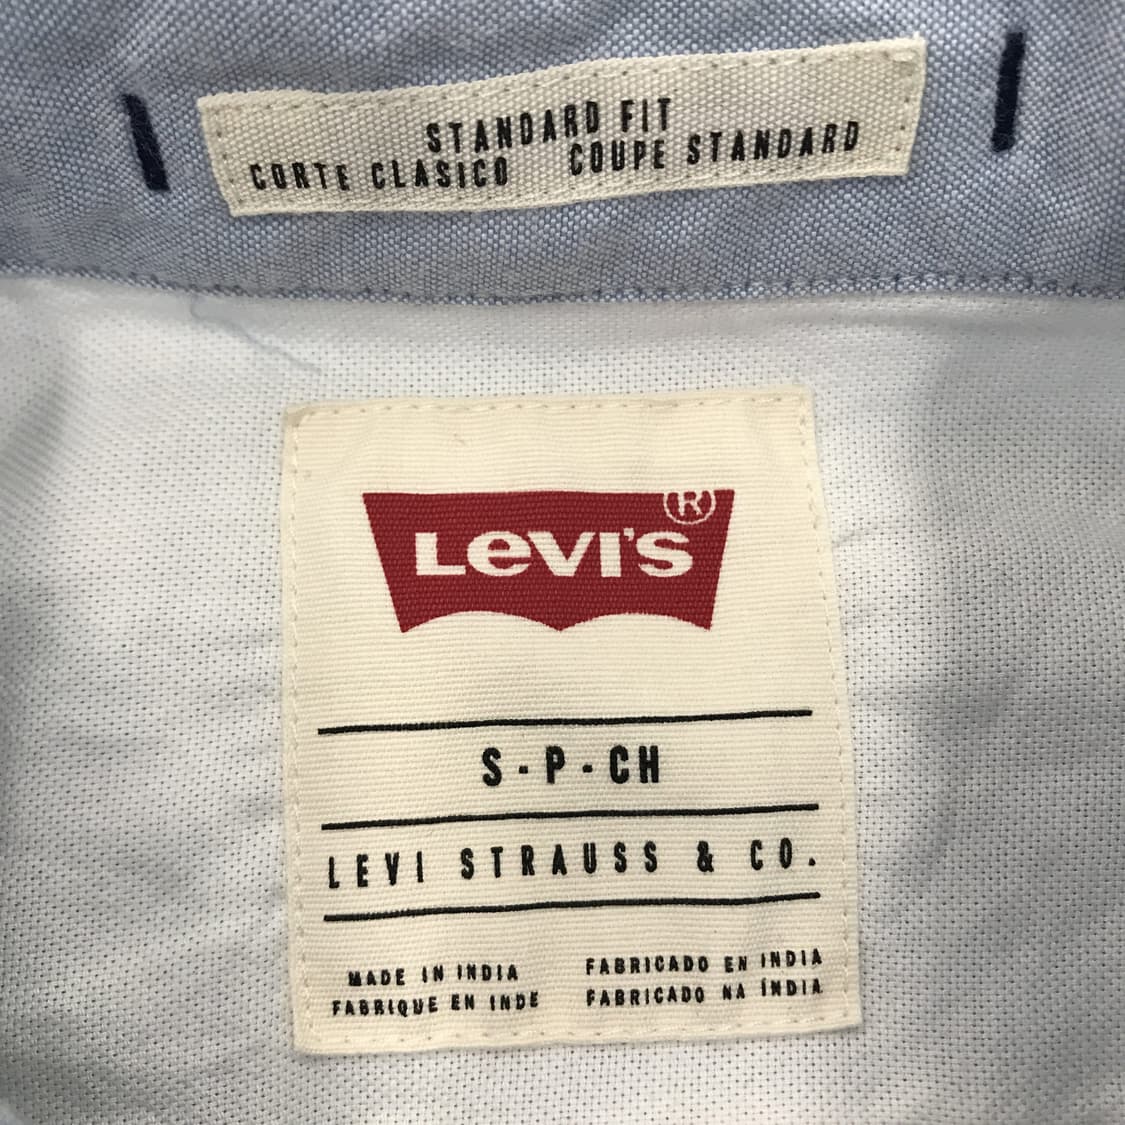 STANDARD FIT
CORTE CLASICO COUPE STANDARD
LEVI'S®
S - P - CH
LEVI STRAUSS & CO.
MADE IN INDIA FABRICADO EN INDIA
FABRIQUE EN INDE FABRICADO NA ÍNDIA